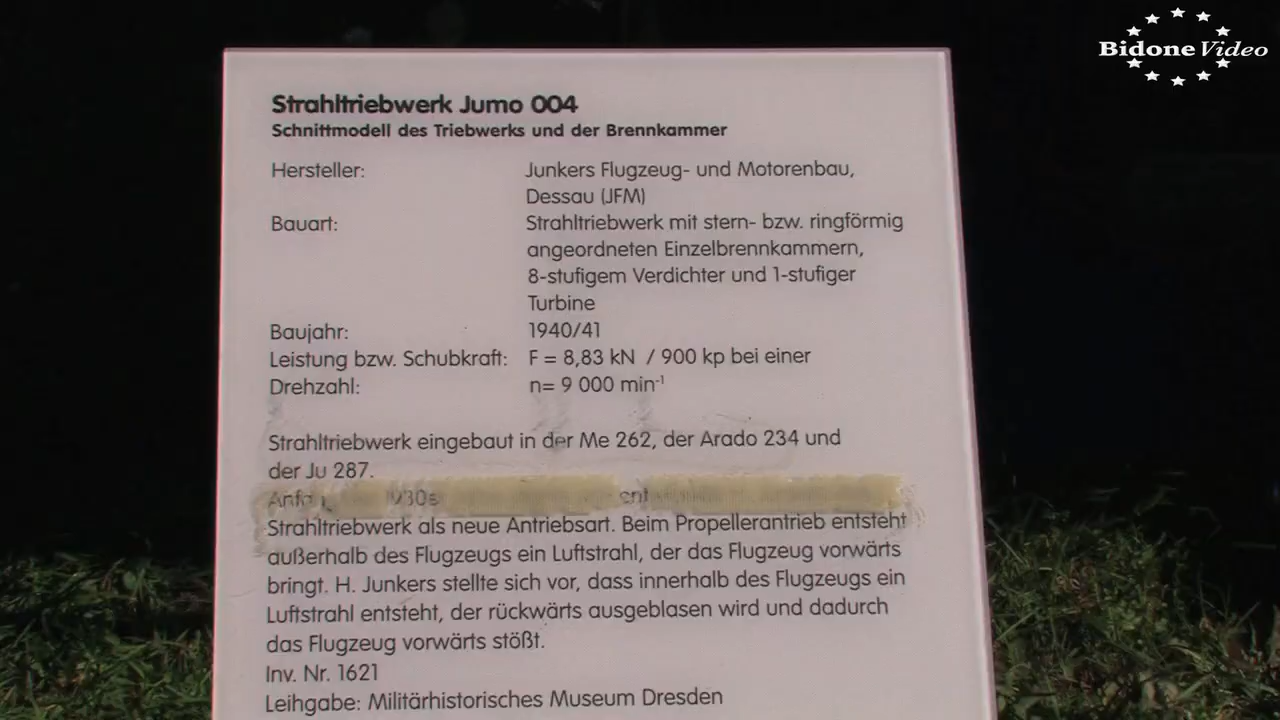 Bidone Video
Strahltriebwerk Jumo 004
Schnittmodell des Triebwerks und der Brennkammer
Hersteller: Junkers Flugzeug- und Motorenbau,
Dessau (JFM)
Bauart: Strahltriebwerk mit stern- bzw. ringförmig
angeordneten Einzelbrennkammern,
8-stufigem Verdichter und 1-stufiger
Turbine
Baujahr: 1940/41
Leistung bzw. Schubkraft: F = 8,83 kN / 900 kp bei einer
Drehzahl: n= 9 000 min⁻¹
Strahltriebwerk eingebaut in der Me 262, der Arado 234 und
der Ju 287.
Strahltriebwerk als neue Antriebsart. Beim Propellerantrieb entsteht
außerhalb des Flugzeugs ein Luftstrahl, der das Flugzeug vorwärts
bringt. H. Junkers stellte sich vor, dass innerhalb des Flugzeugs ein
Luftstrahl entsteht, der rückwärts ausgeblasen wird und dadurch
das Flugzeug vorwärts stößt.
Inv. Nr. 1621
Leihgabe: Militärhistorisches Museum Dresden